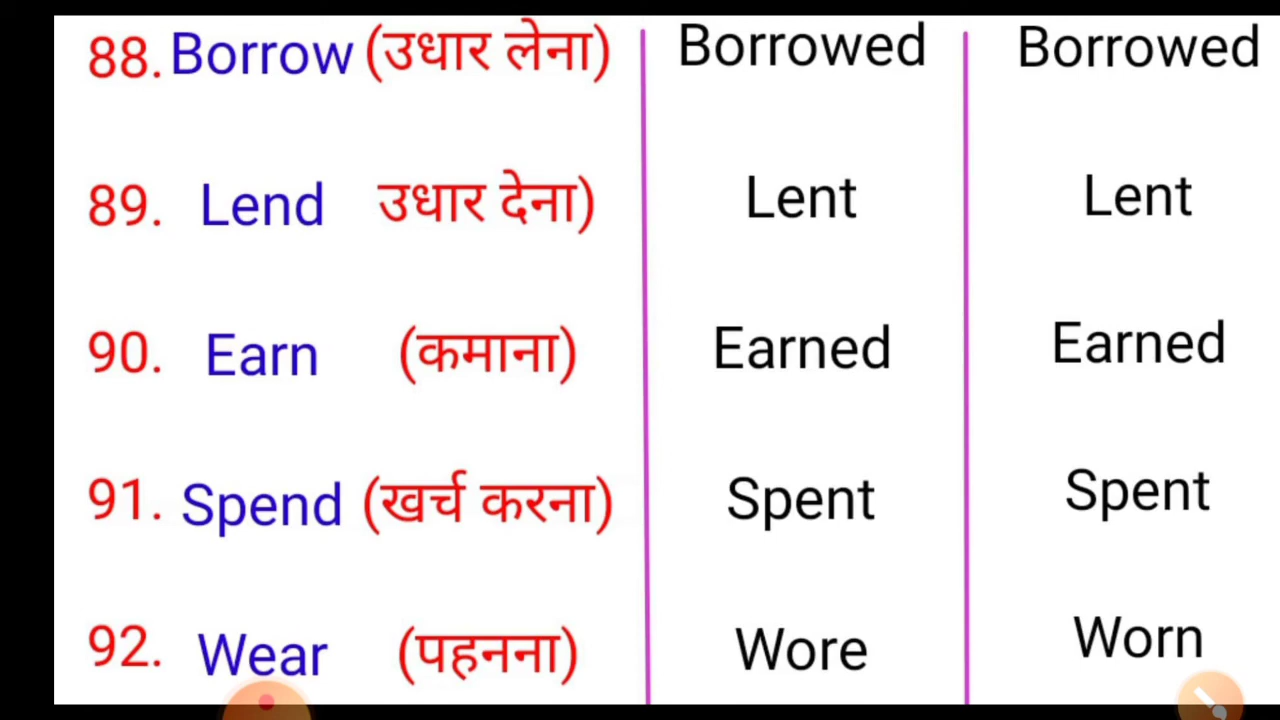 88. Borrow (उधार लेना) Borrowed Borrowed
89. Lend उधार देना) Lent Lent
90. Earn (कमाना) Earned Earned
91. Spend (खर्च करना) Spent Spent
92. Wear (पहनना) Wore Worn